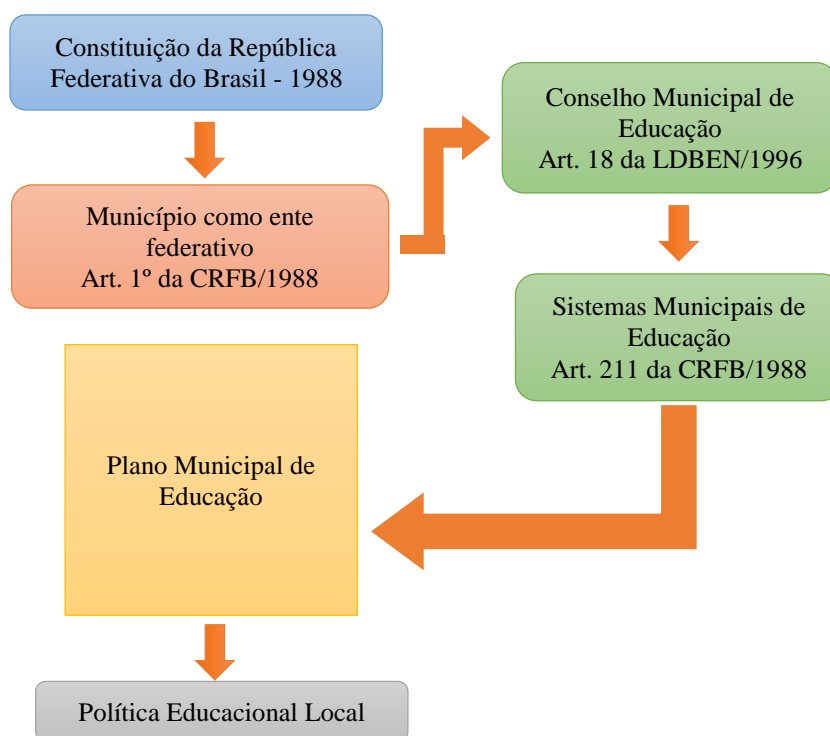 Constituição da República
Federativa do Brasil - 1988
Município como ente
federativo
Art. 1º da CRFB/1988
Conselho Municipal de
Educação
Art. 18 da LDBEN/1996
Sistemas Municipais de
Educação
Art. 211 da CRFB/1988
Plano Municipal de
Educação
Política Educacional Local